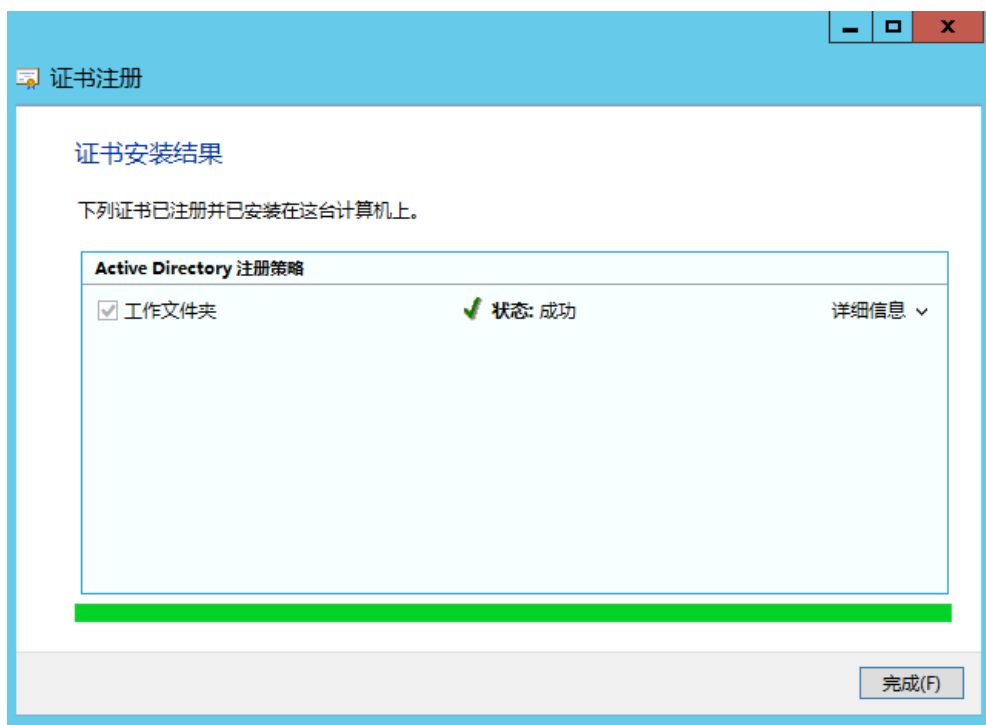 证书注册
证书安装结果
下列证书已注册并已安装在这台计算机上。
Active Directory 注册策略
工作文件夹 状态: 成功 详细信息
完成(F)